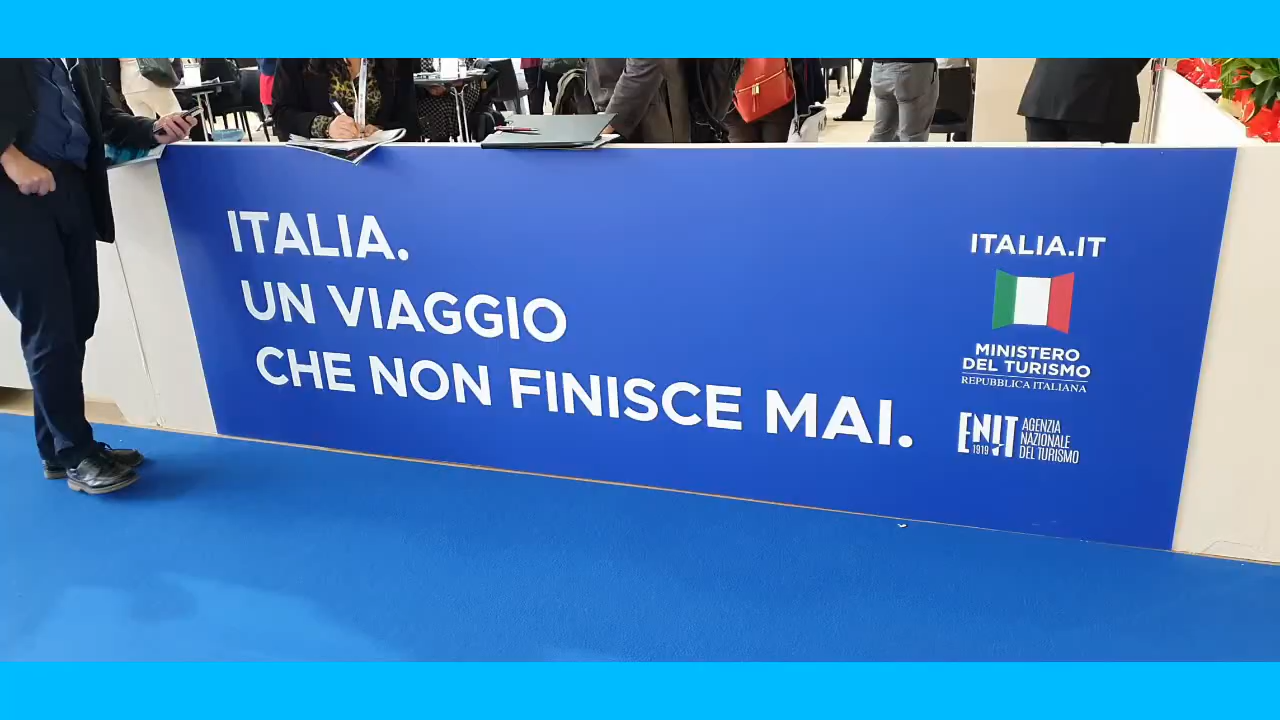 ITALIA.
UN VIAGGIO
CHE NON FINISCE MAI.
ITALIA.IT
MINISTERO
DEL TURISMO
REPUBBLICA ITALIANA
ENIT
1919
AGENZIA
NAZIONALE
DEL TURISMO